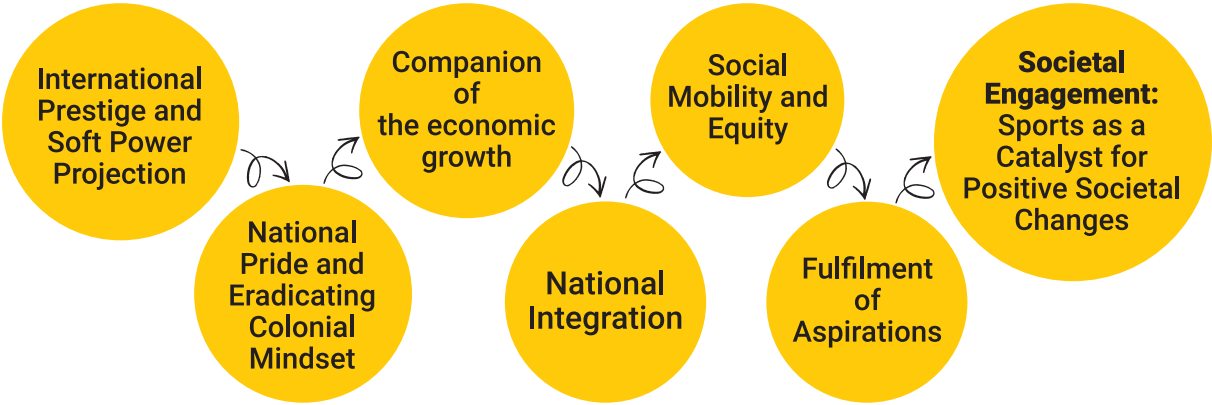 International
Prestige and
Soft Power
Projection
National
Pride and
Eradicating
Colonial
Mindset
Companion
of
the economic
growth
National
Integration
Social
Mobility and
Equity
Fulfilment
of
Aspirations
Societal
Engagement:
Sports as a
Catalyst for
Positive Societal
Changes